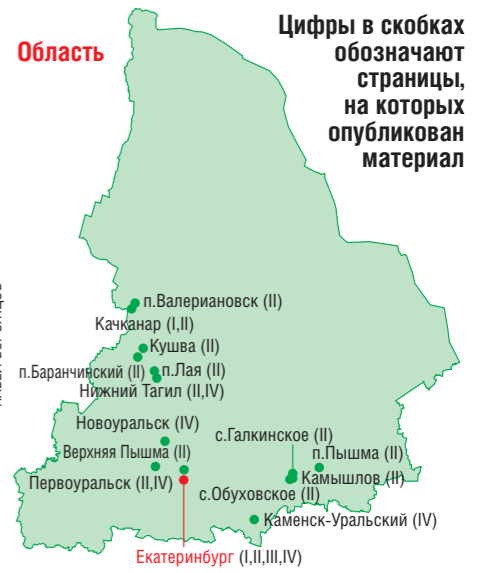 Область
Цифры в скобках
обозначают
страницы,
на которых
опубликован
материал
п.Валериановск (II)
Качканар (I,II)
Кушва (II)
п.Баранчинский (II)
п.Лая (II)
Нижний Тагил (II,IV)
Новоуральск (IV)
с.Галкинское (II)
Верхняя Пышма (II)
п.Пышма (II)
Первоуральск (II,IV)
Камышлов (II)
с.Обуховское (II)
Каменск-Уральский (IV)
Екатеринбург (I,II,III,IV)